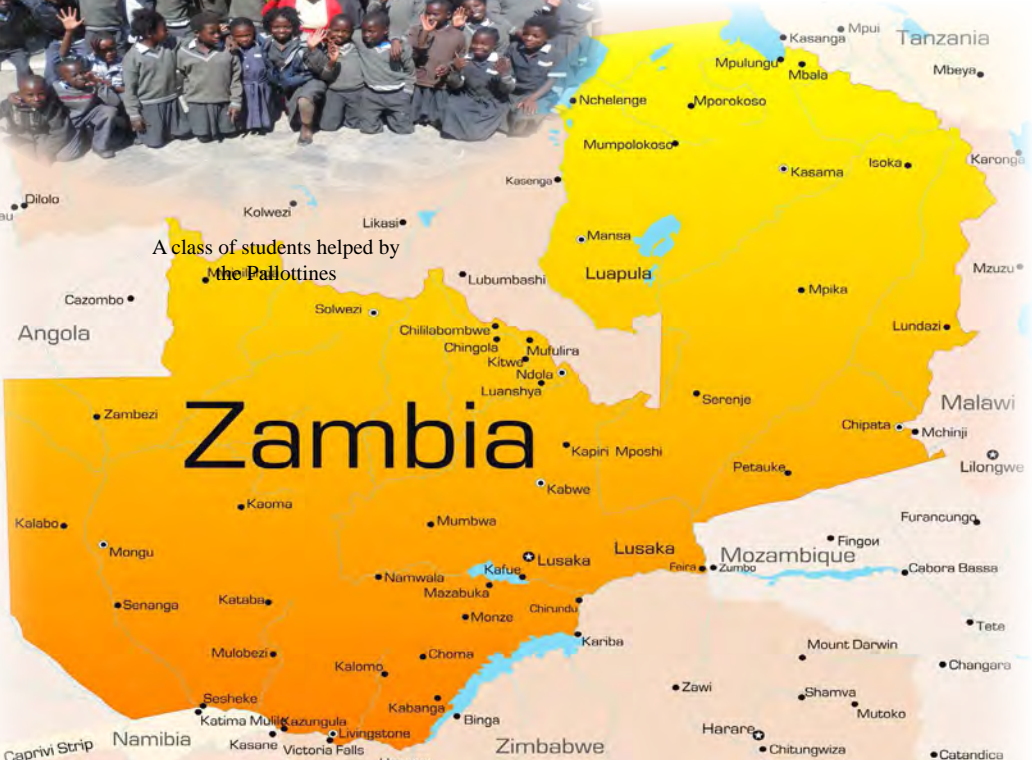 Mpui
Kasanga
Tanzania
Mpulungu
Mbala
Mbeya
Nchelenge
Mporokoso
Mumpolokoso
Isoka
Karonga
Kasama
Kasenga
Dilolo
Kolwezi
Likasi
Mansa
A class of students helped by
the Pallottines
Luapula
Mzuzu
Lubumbashi
Cazombo
Mpika
Solwezi
Angola
Chililabombwe
Lundazi
Chingola
Mufulira
Kitwe
Ndola
Luanshya
Serenje
Malawi
Zambezi
Zambia
Chipata
Mchinji
Kapiri Mposhi
Petauke
Lilongwe
Kabwe
Kaoma
Kalabo
Mumbwa
Furancungo
Mongu
Fingoи
Lusaka
Lusaka
Mozambique
Kafue
Feira
Zumbo
Cabora Bassa
Namwala
Mazabuka
Senanga
Kataba
Chirundu
Monze
Tete
Kariba
Mount Darwin
Mulobezi
Choma
Kalomo
Changara
Zawi
Shamva
Sesheke
Kabanga
Mutoko
Katima Mulilo
Kazungula
Binga
Livingstone
Harare
Caprivi Strip
Namibia
Kasane
Victoria Falls
Zimbabwe
Chitungwiza
Catandica